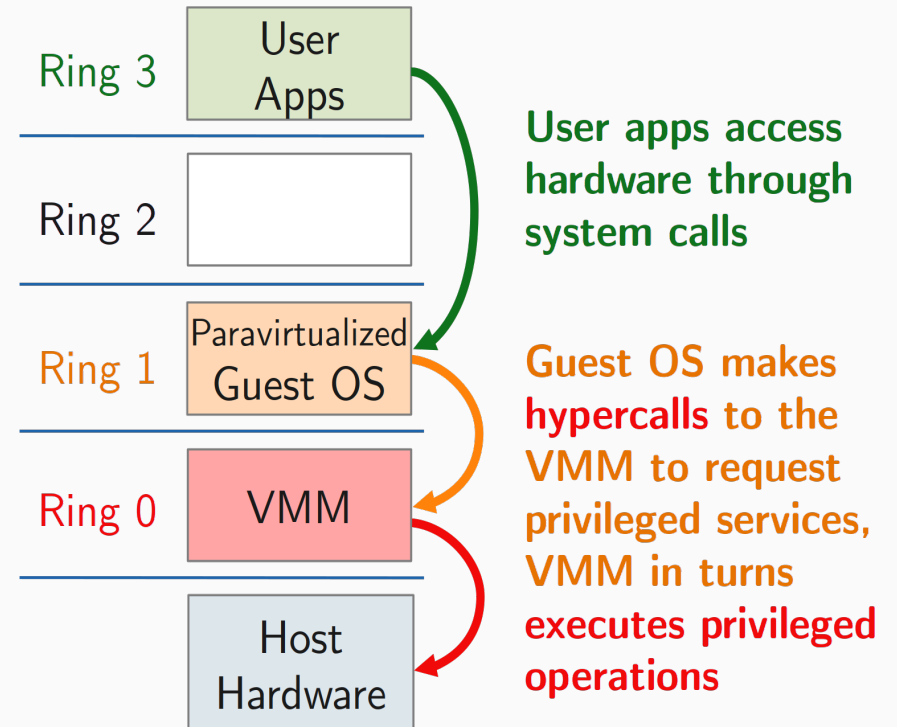 Ring 3
User
Apps
User apps access
hardware through
system calls
Ring 2
Ring 1
Paravirtualized
Guest OS
Guest OS makes
hypercalls to the
VMM to request
privileged services,
VMM in turns
executes privileged
operations
Ring 0
VMM
Host
Hardware